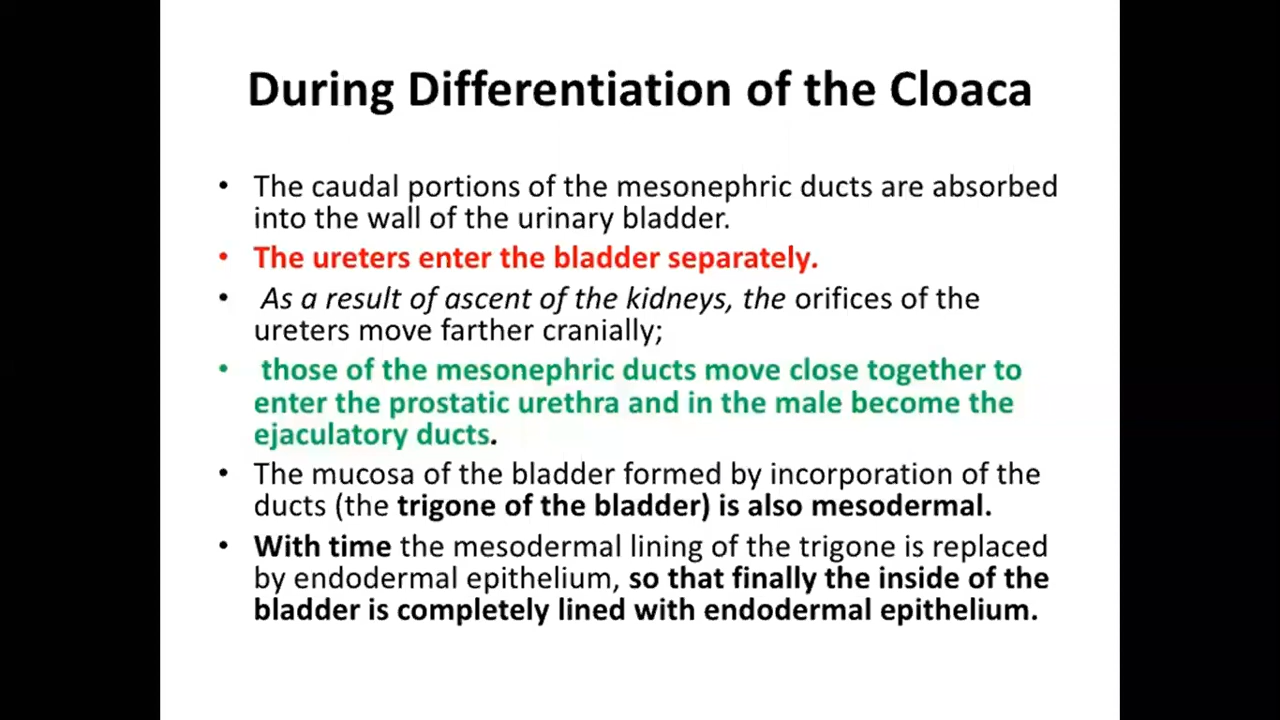 During Differentiation of the Cloaca
• The caudal portions of the mesonephric ducts are absorbed
into the wall of the urinary bladder.
• The ureters enter the bladder separately.
• As a result of ascent of the kidneys, the orifices of the
ureters move farther cranially;
• those of the mesonephric ducts move close together to
enter the prostatic urethra and in the male become the
ejaculatory ducts.
• The mucosa of the bladder formed by incorporation of the
ducts (the trigone of the bladder) is also mesodermal.
• With time the mesodermal lining of the trigone is replaced
by endodermal epithelium, so that finally the inside of the
bladder is completely lined with endodermal epithelium.